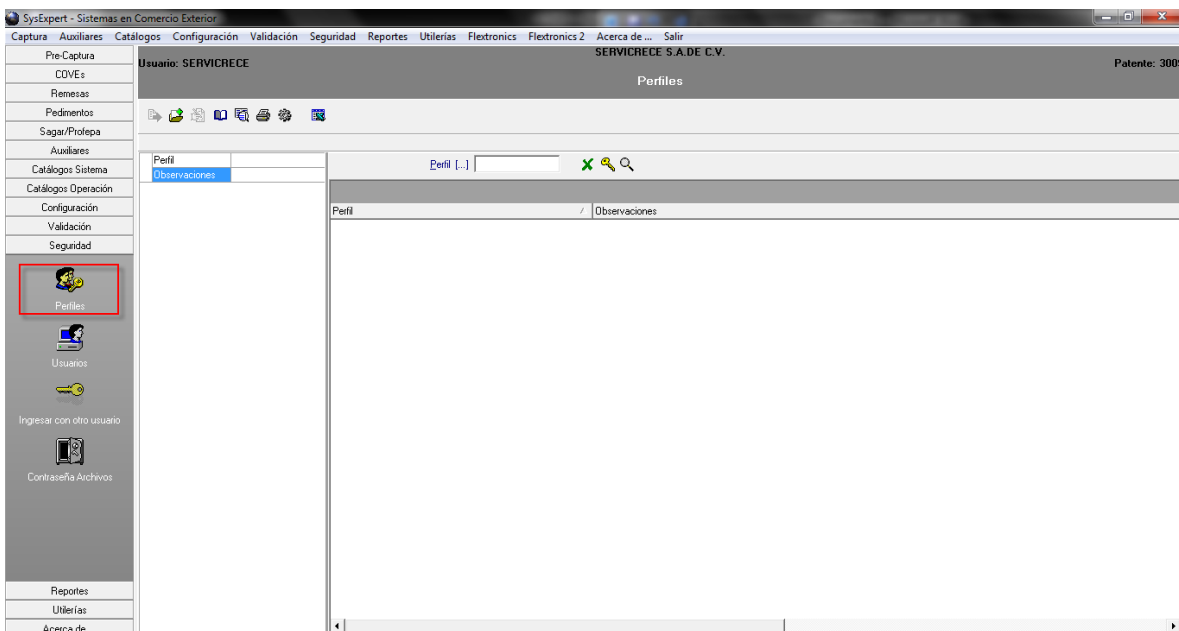 SysExpert - Sistemas en Comercio Exterior
Captura Auxiliares Catálogos Configuración Validación Seguridad Reportes Utilerías Flextronics Flextronics 2 Acerca de ... Salir
SERVICRECE S.A.DE C.V.
Usuario: SERVICRECE
Patente: 300
Perfiles
Pre-Captura
COVEs
Remesas
Pedimentos
Sagar/Profepa
Auxiliares
Catálogos Sistema
Catálogos Operación
Configuración
Validación
Seguridad
Perfiles
Usuarios
Ingresar con otro usuario
Contraseña Archivos
Reportes
Utilerías
Acerca de
Perfil
Observaciones
Perfil [...]
Perfil / Observaciones